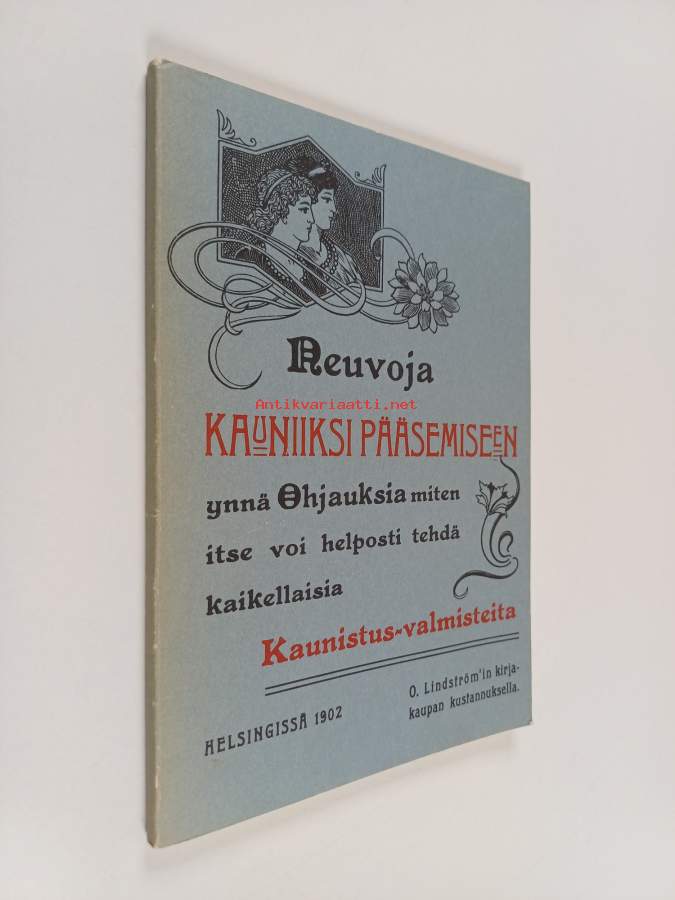 Neuvoja
Antikvariaatti.net
KAUNIIKSI PÄÄSEMISEEN
ynnä Ohjauksia miten
itse voi helposti tehdä
kaikellaisia
Kaunistus-valmisteita
HELSINGISSÄ 1902
O. Lindström'in kirja-
kaupan kustannuksella.